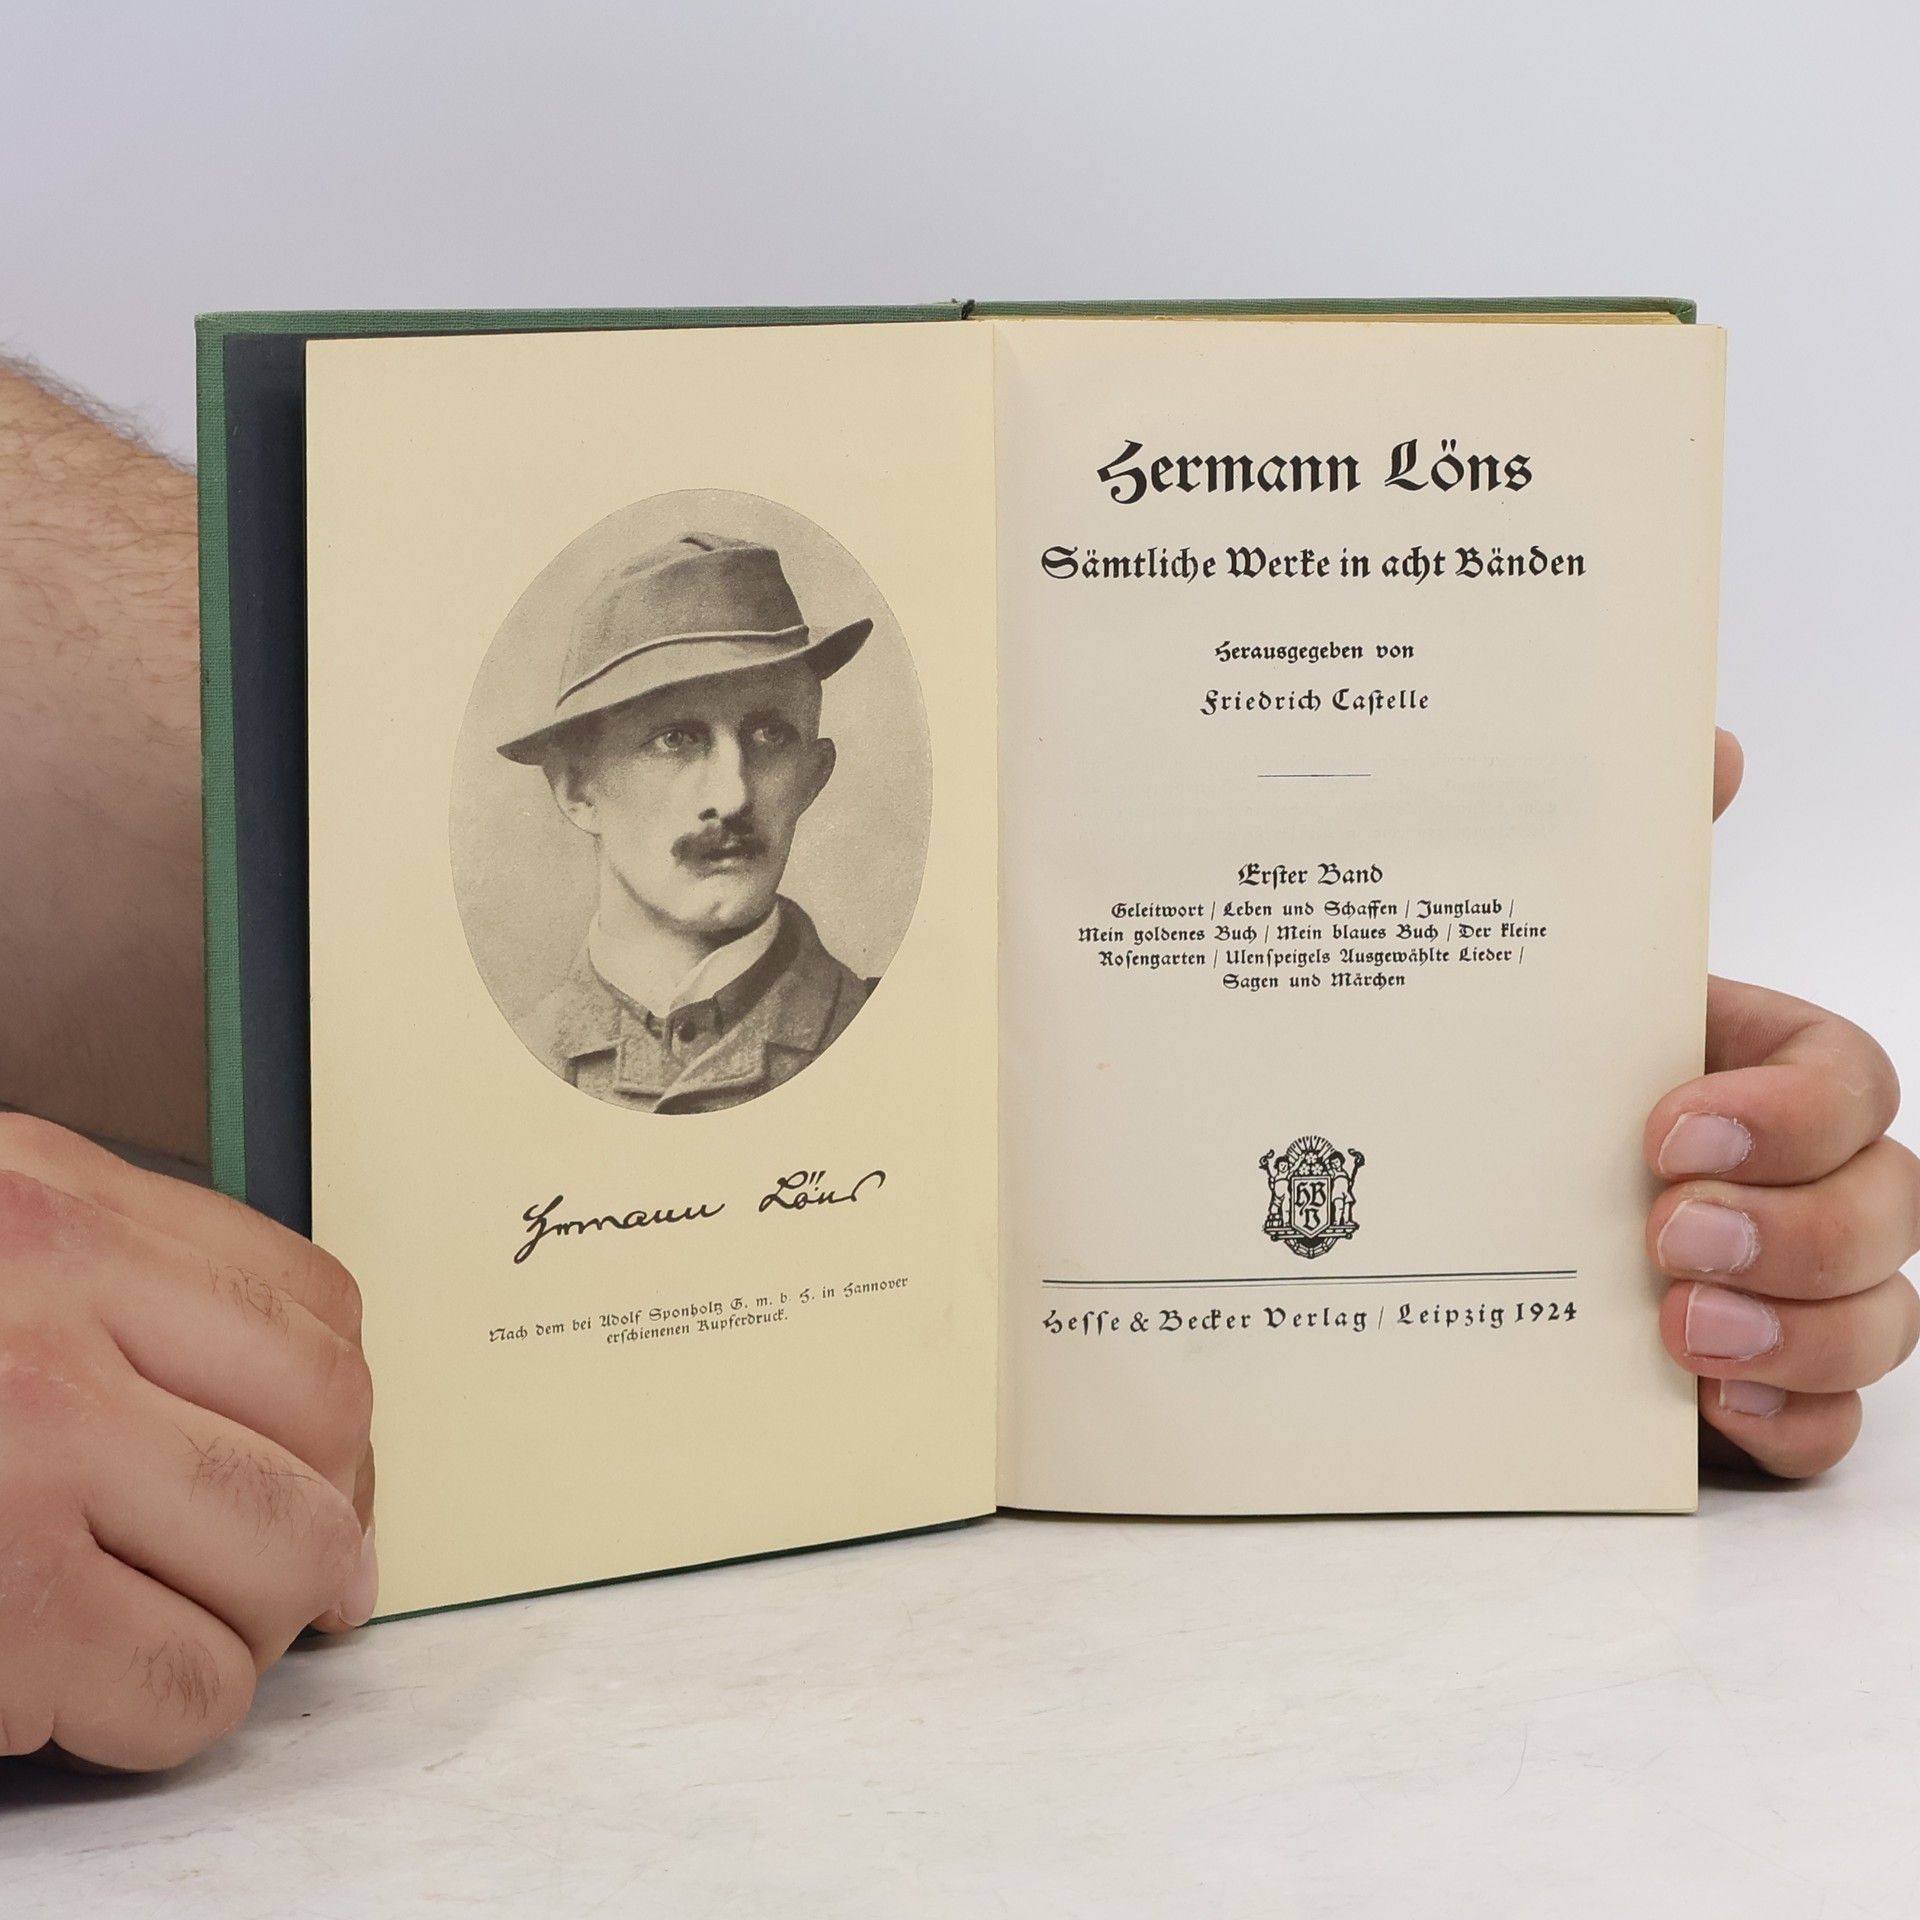 Hermann Löns
Nach dem bei Adolf Sponholtz G. m. b. H. in Hannover
erschienenen Kupferdruck.
Hermann Löns
Sämtliche Werke in acht Bänden
Herausgegeben von
Friedrich Castelle
Erster Band
Geleitwort / Leben und Schaffen / Junglaub /
Mein goldenes Buch / Mein blaues Buch / Der kleine
Rosengarten / Ulenspeigels Ausgewählte Lieder /
Sagen und Märchen
HB
V
Hesse & Becker Verlag / Leipzig 1924